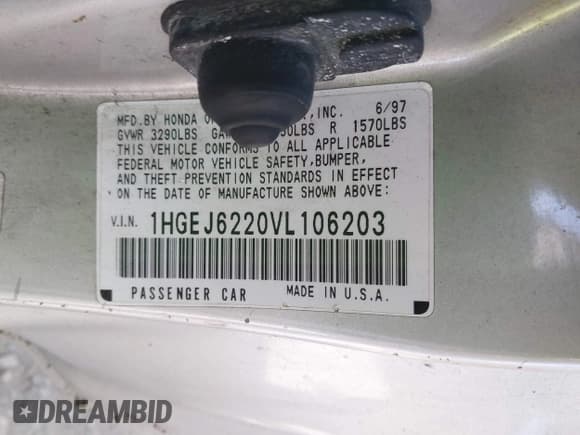 MFD. BY HONDA O ,INC. 6/97
GVWR 3290LBS GA 0LBS R 1570LBS
THIS VEHICLE CONFORMS TO ALL APPLICABLE
FEDERAL MOTOR VEHICLE SAFETY,BUMPER,
AND THEFT PREVENTION STANDARDS IN EFFECT
ON THE DATE OF MANUFACTURE SHOWN ABOVE:
V.I.N. 1HGEJ6220VL106203
PASSENGER CAR MADE IN U.S.A.
DREAMBID